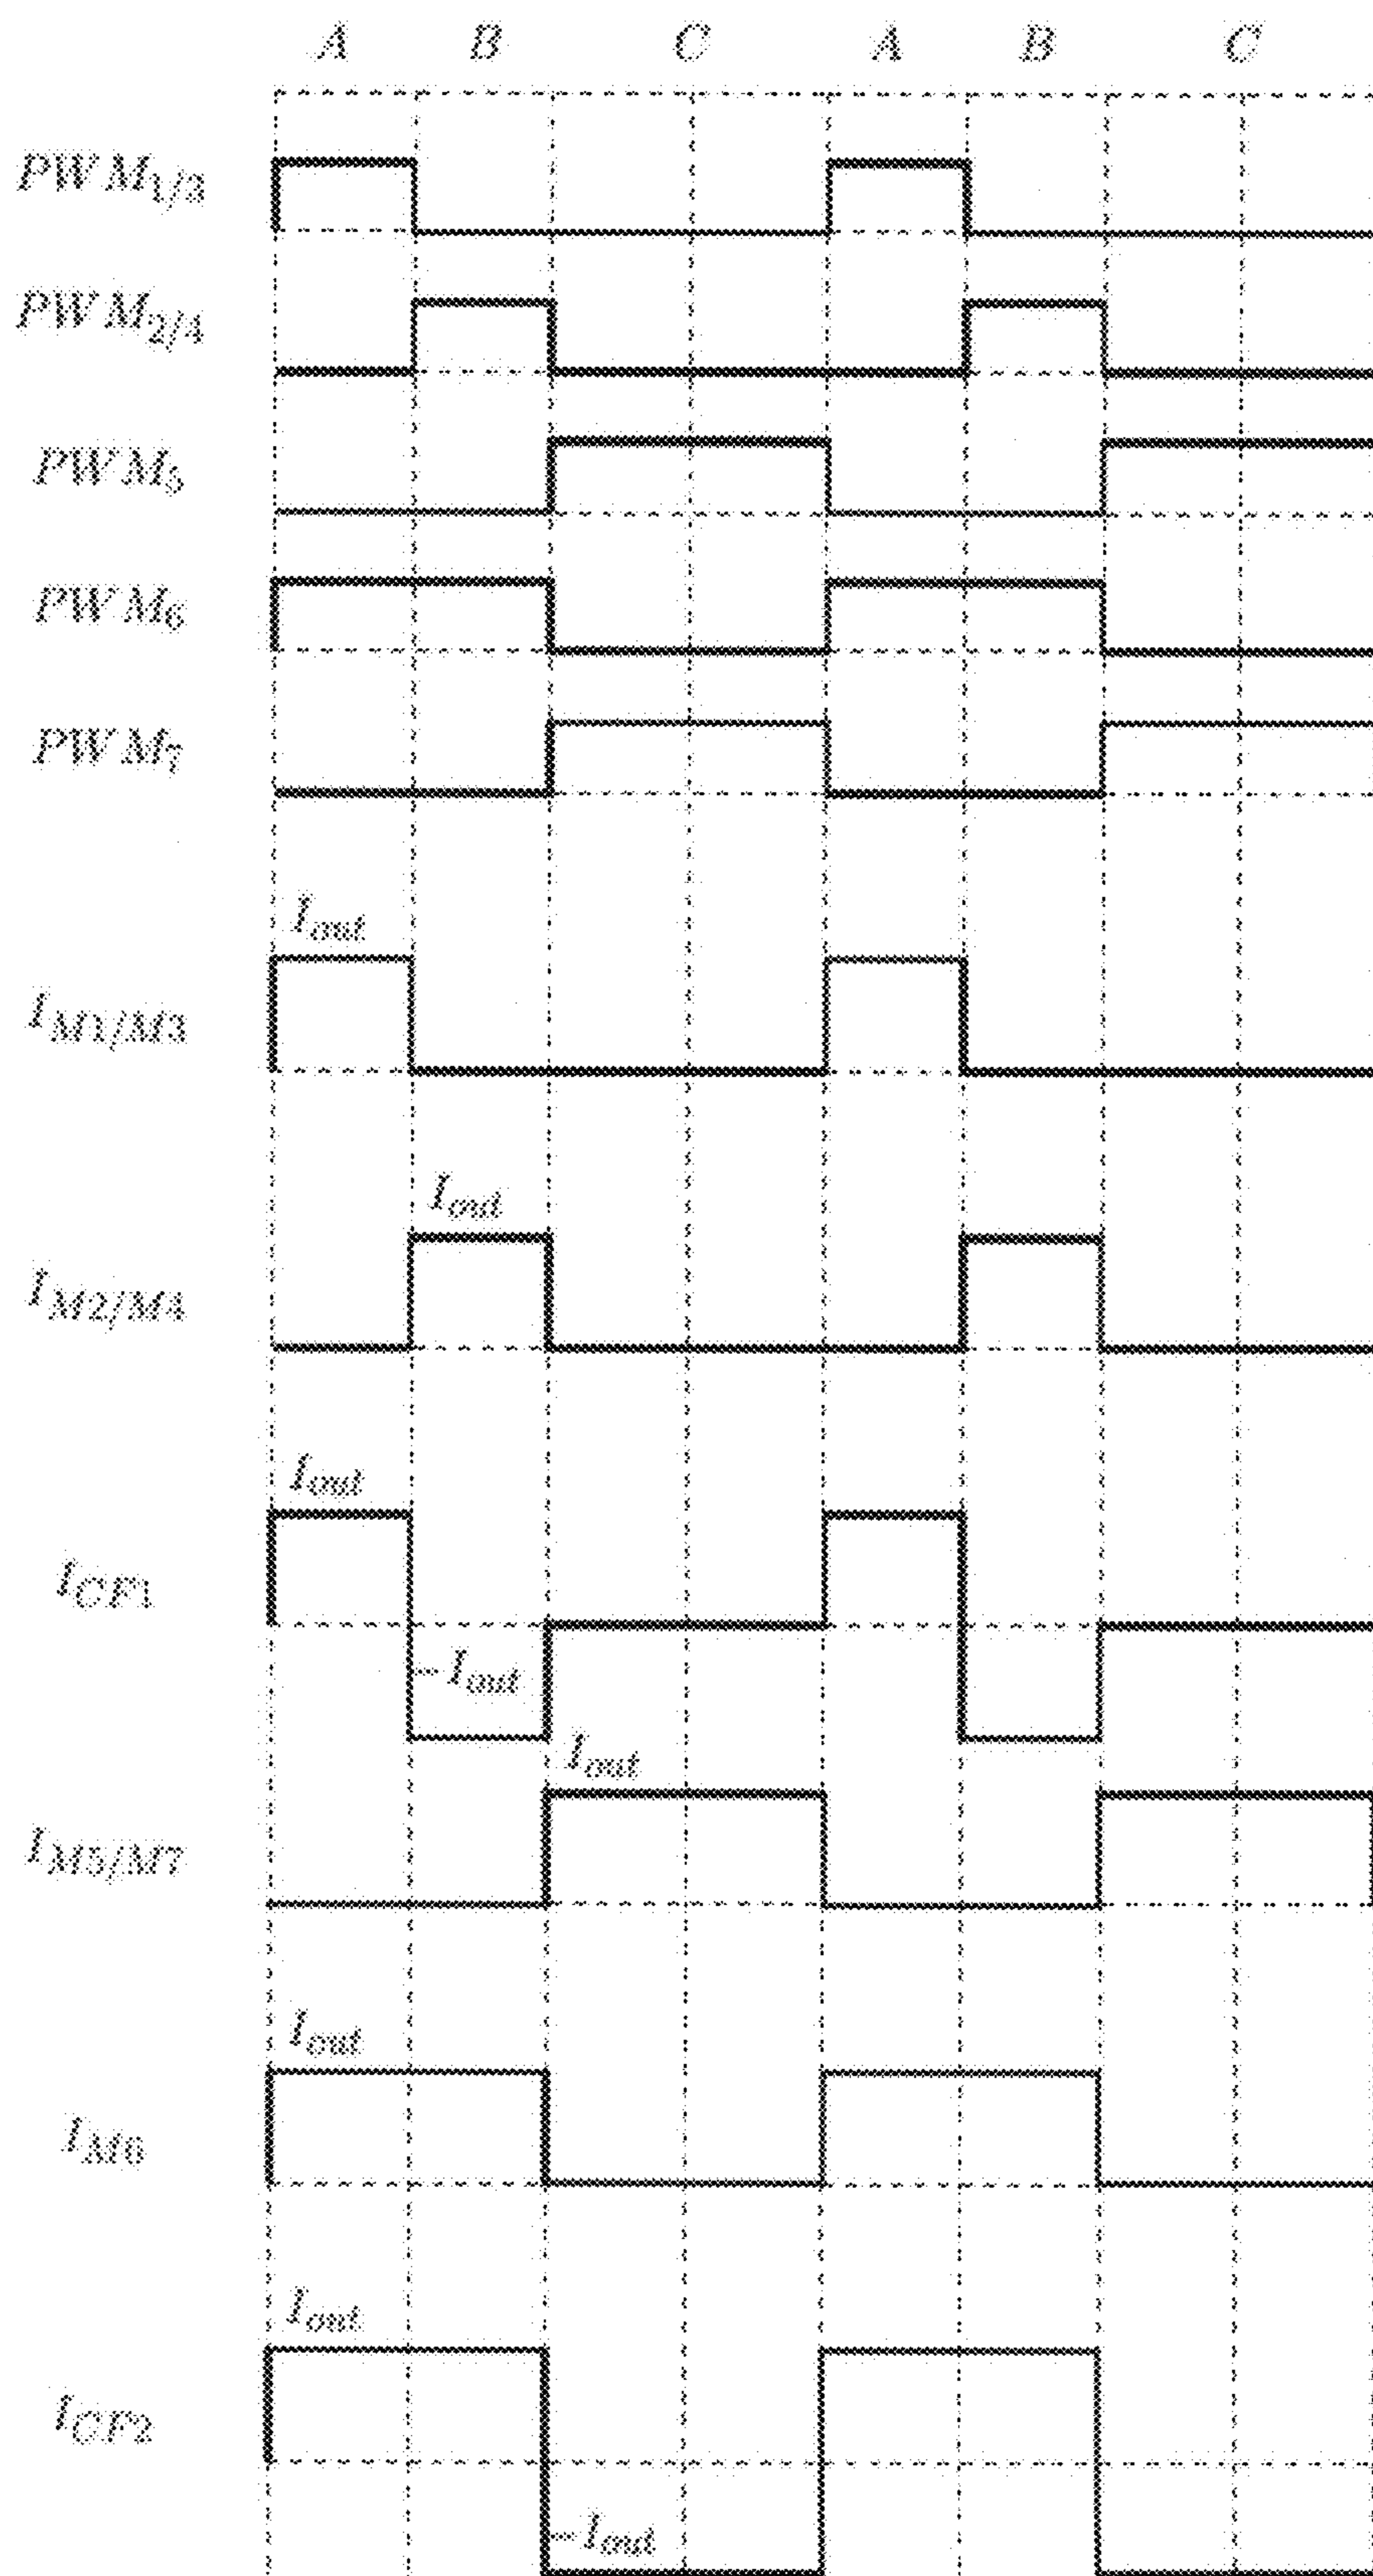 A B C A B C
PWM1/3
PWM2/4
PWM5
PWM6
PWM7
Iout
IM1/M3
Iout
IM2/M4
Iout
ICF1
-Iout
Iout
IM5/M7
Iout
IM6
Iout
ICF2
-Iout